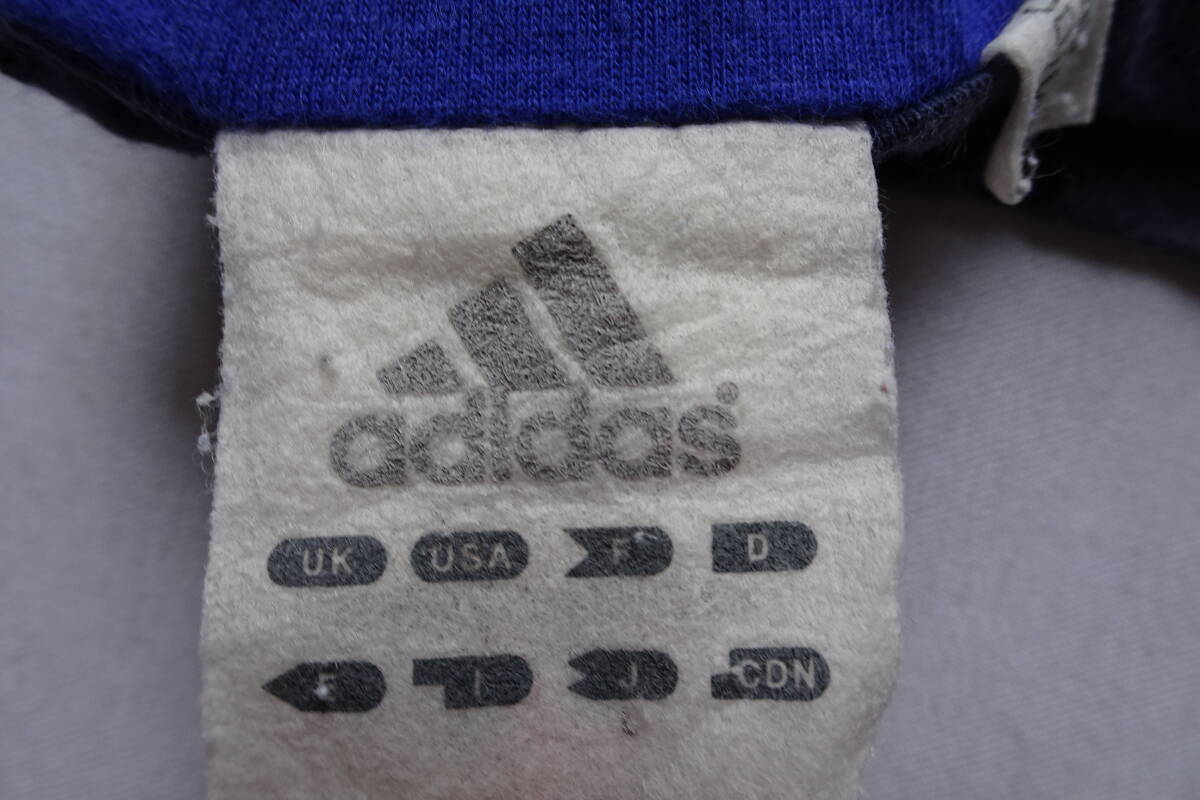 adidas®
UK USA F D
E I J CDN